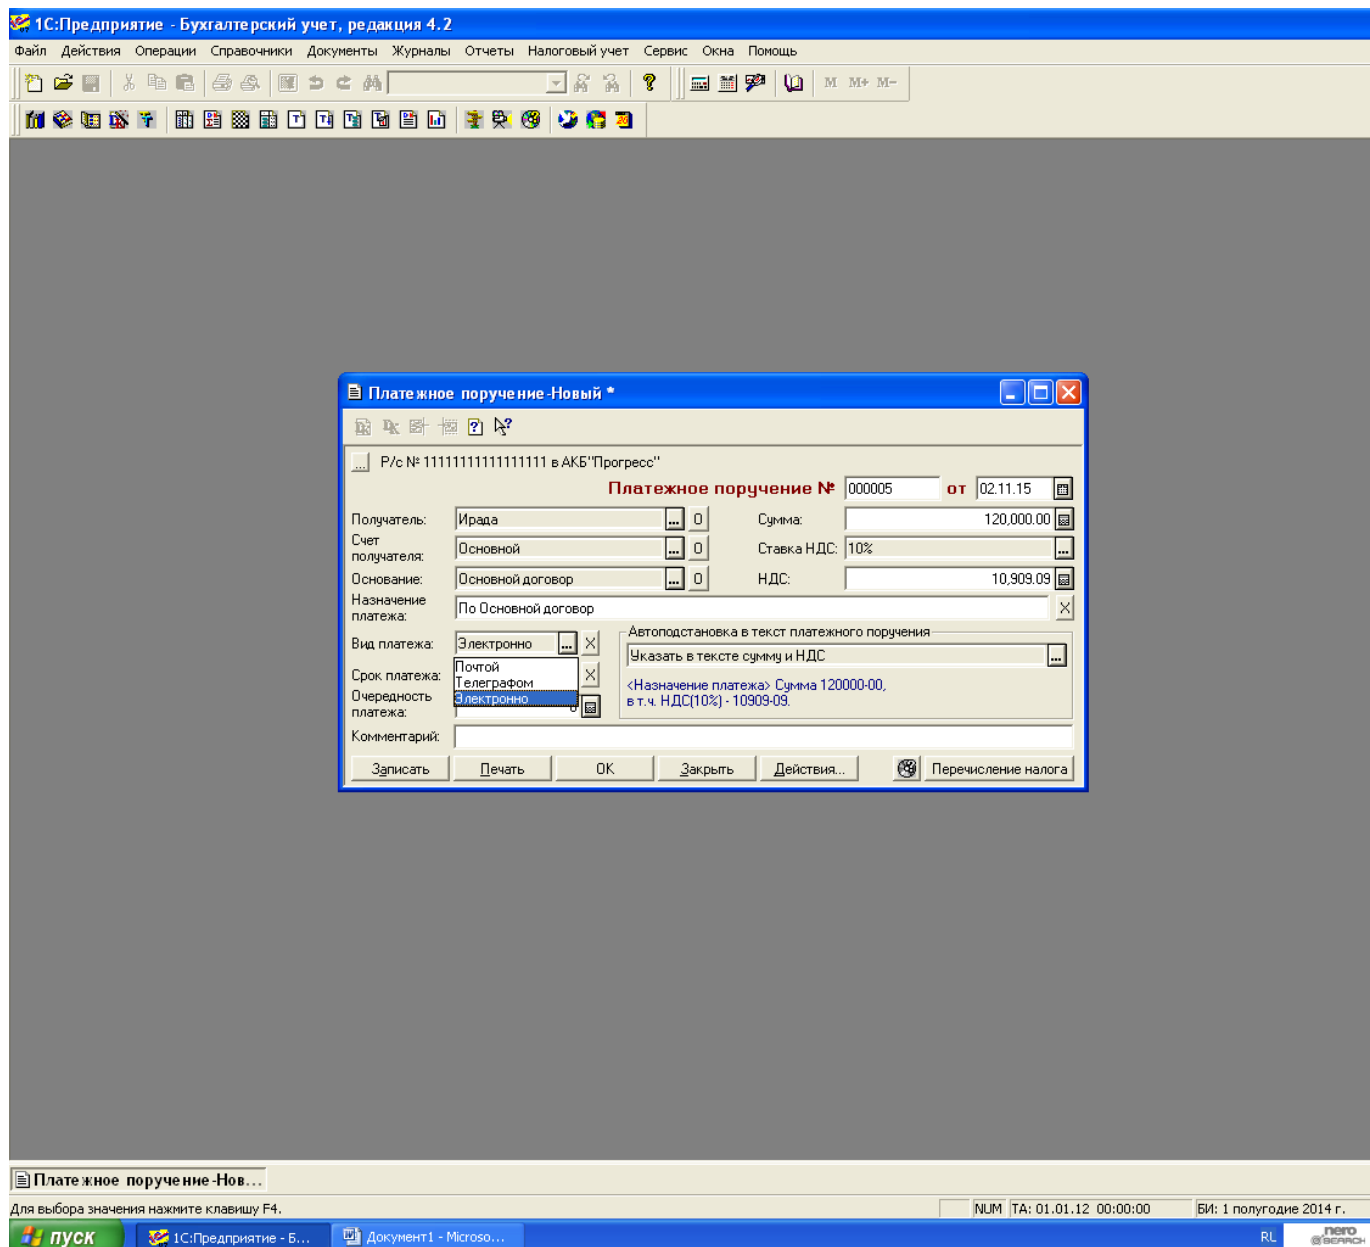 1С:Предприятие - Бухгалтерский учет, редакция 4.2
Файл Действия Операции Справочники Документы Журналы Отчеты Налоговый учет Сервис Окна Помощь
M M+ M-
Платежное поручение-Новый *
... Р/с № 11111111111111111 в АКБ"Прогресс"
Платежное поручение № 000005 от 02.11.15
Получатель: Ирада ... 0 Сумма: 120,000.00
Счет получателя: Основной ... 0 Ставка НДС: 10% ...
Основание: Основной договор ... 0 НДС: 10,909.09
Назначение платежа: По Основной договор X
Вид платежа: Электронно ... X
Автоподстановка в текст платежного поручения
Указать в тексте сумму и НДС ...
Почтой
Срок платежа: X
Телеграфом
<Назначение платежа> Сумма 120000-00,
Очередность платежа:
Электронно
в т.ч. НДС(10%) - 10909-09.
Комментарий:
Записать Печать OK Закрыть Действия... Перечисление налога
Платежное поручение-Нов...
Для выбора значения нажмите клавишу F4. NUM ТА: 01.01.12 00:00:00 БИ: 1 полугодие 2014 г.
пуск 1С:Предприятие - Б... Документ1 - Microso... RL nero SEARCH